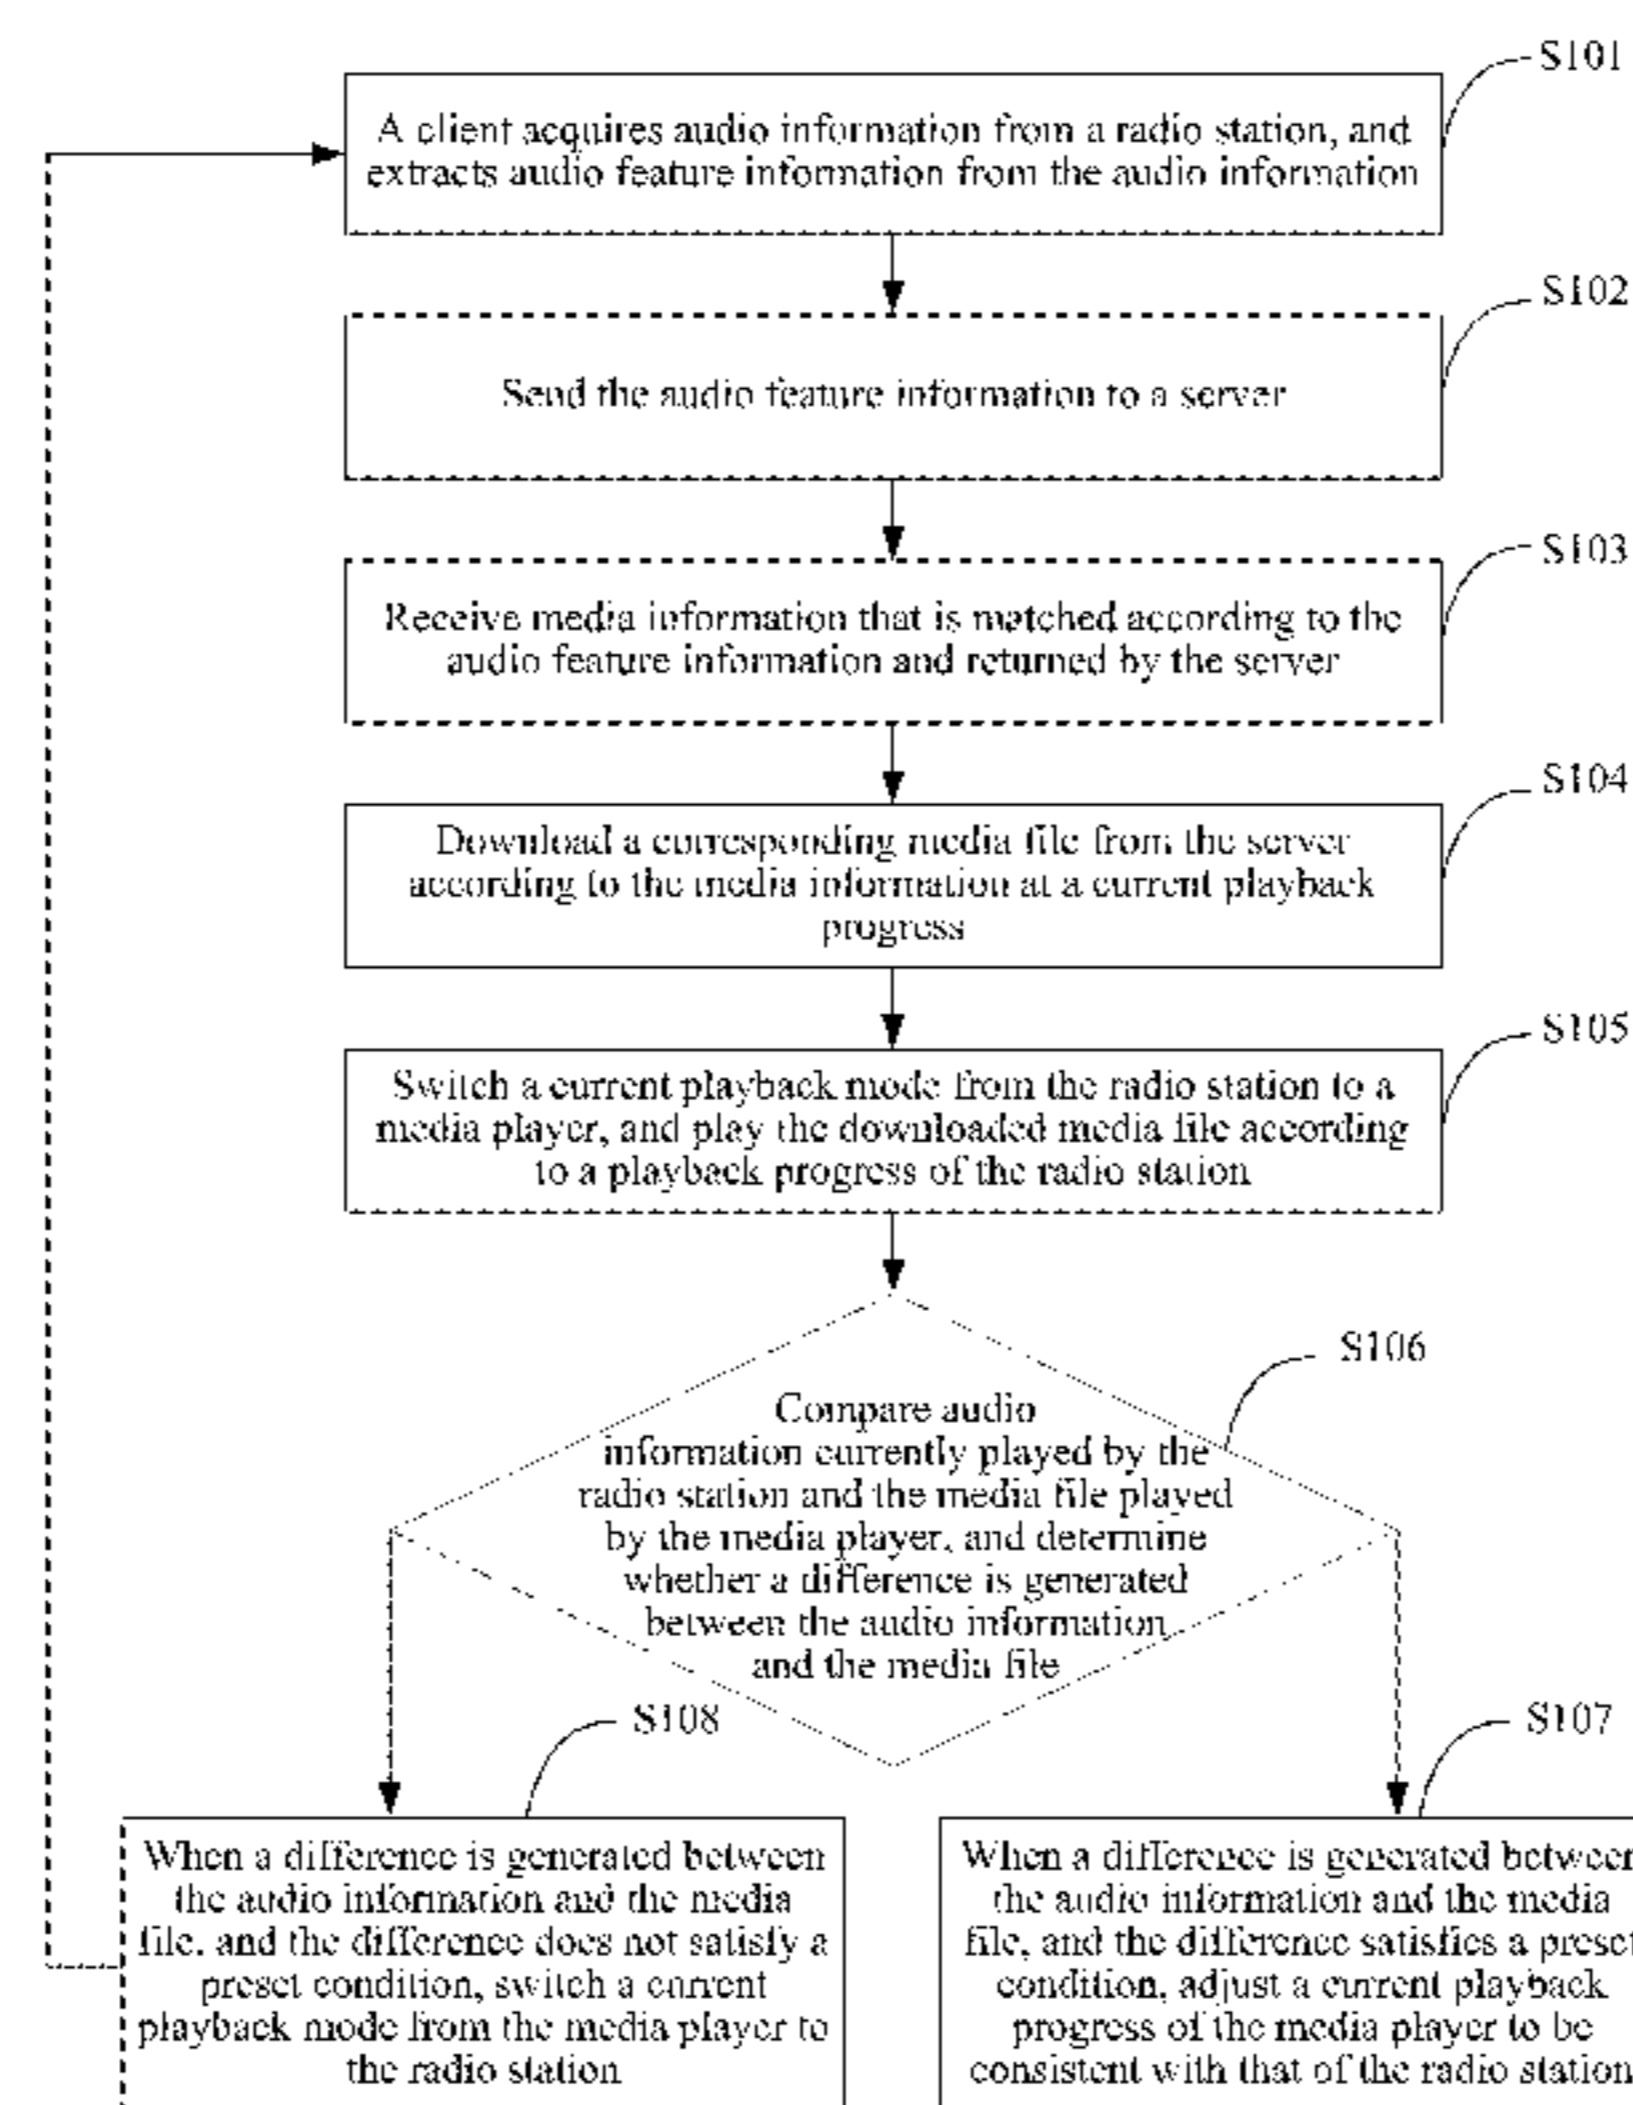 S101
A client acquires audio information from a radio station, and
extracts audio feature information from the audio information
S102
Send the audio feature information to a server
S103
Receive media information that is matched according to the
audio feature information and returned by the server
S104
Download a corresponding media file from the server
according to the media information at a current playback
progress
S105
Switch a current playback mode from the radio station to a
media player, and play the downloaded media file according
to a playback progress of the radio station
S106
Compare audio
information currently played by the
radio station and the media file played
by the media player, and determine
whether a difference is generated
between the audio information
and the media file
S108
When a difference is generated between
the audio information and the media
file, and the difference does not satisfy a
preset condition, switch a current
playback mode from the media player to
the radio station
S107
When a difference is generated between
the audio information and the media
file, and the difference satisfies a preset
condition, adjust a current playback
progress of the media player to be
consistent with that of the radio station